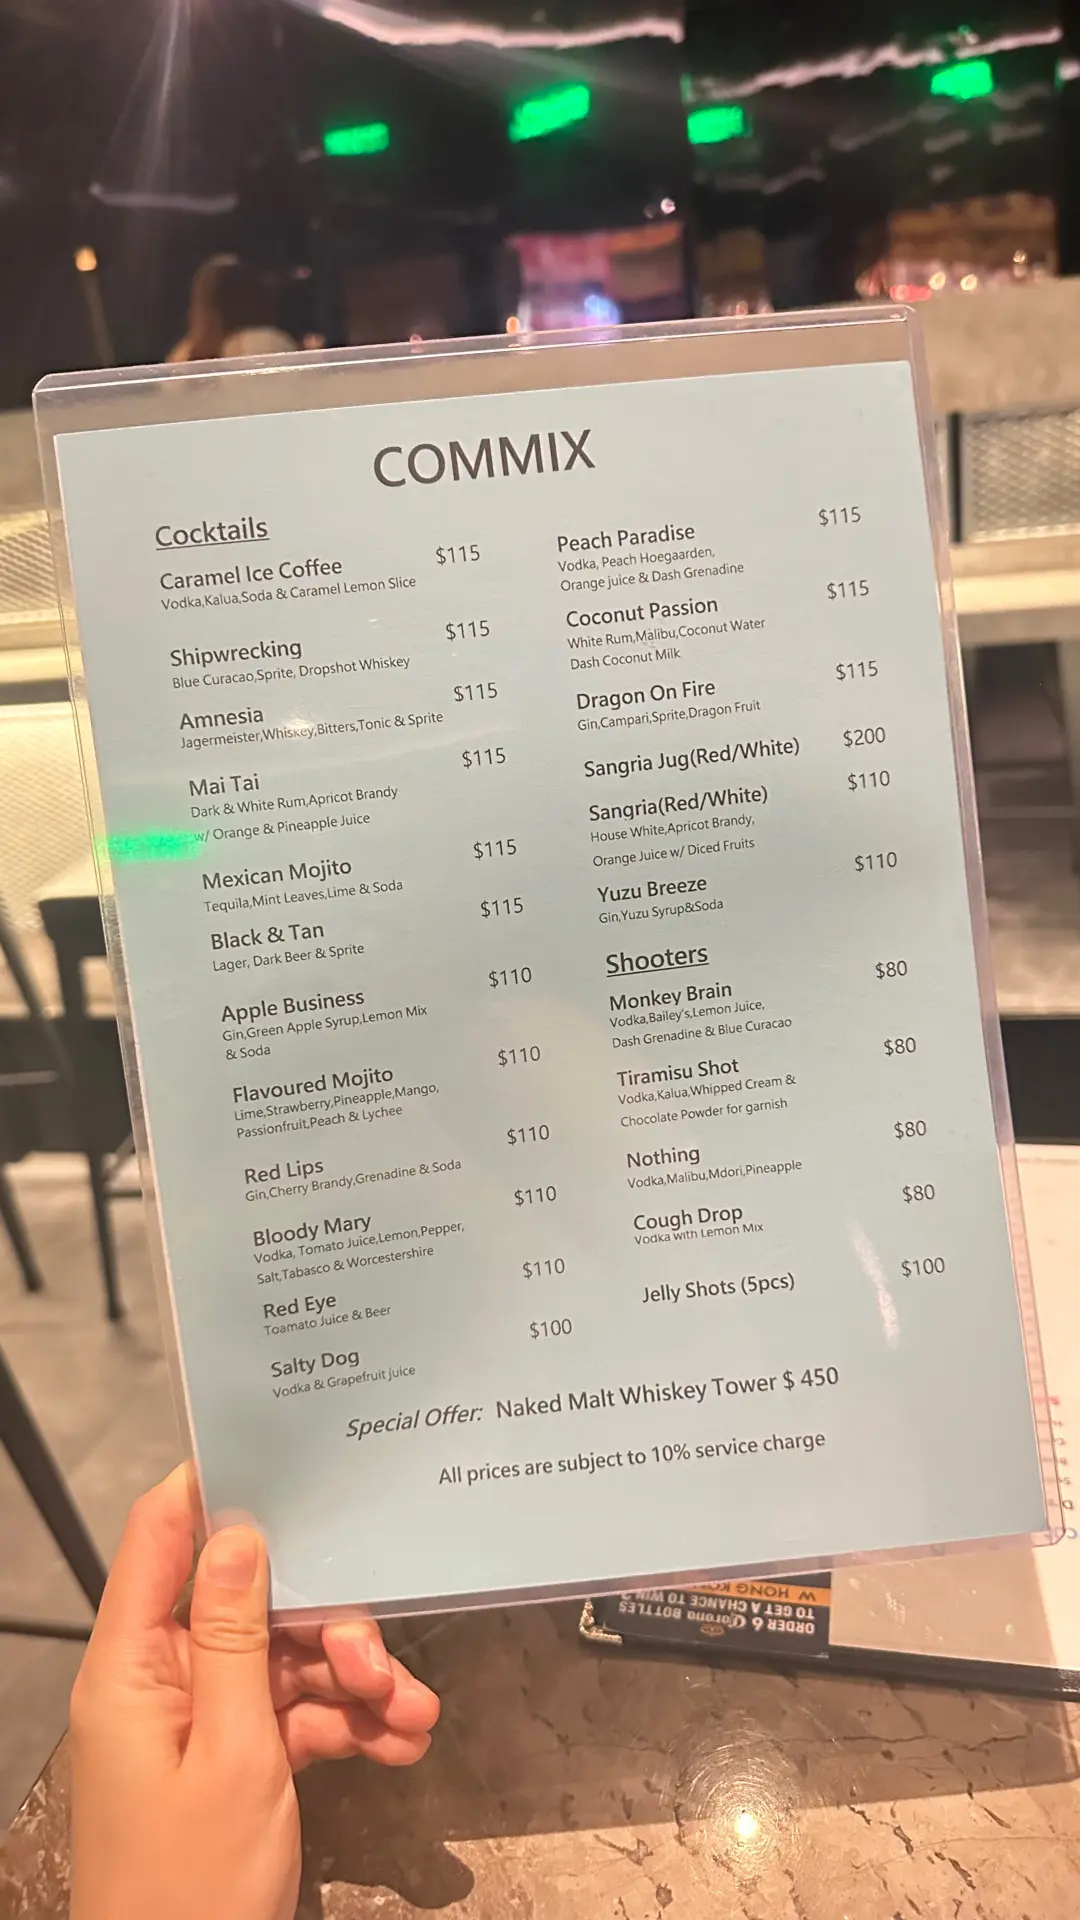 COMMIX
Cocktails
Caramel Ice Coffee $115
Vodka,Kalua,Soda & Caramel Lemon Slice
Shipwrecking $115
Blue Curacao,Sprite, Dropshot Whiskey
Amnesia $115
Jagermeister,Whiskey,Bitters,Tonic & Sprite
Mai Tai $115
Dark & White Rum,Apricot Brandy
w/ Orange & Pineapple Juice
Mexican Mojito $115
Tequila,Mint Leaves,Lime & Soda
Black & Tan $115
Lager, Dark Beer & Sprite
Apple Business $110
Gin,Green Apple Syrup,Lemon Mix
& Soda
Flavoured Mojito $110
Lime,Strawberry,Pineapple,Mango,
Passionfruit,Peach & Lychee
Red Lips $110
Gin,Cherry Brandy,Grenadine & Soda
Bloody Mary $110
Vodka, Tomato Juice,Lemon,Pepper,
Salt,Tabasco & Worcestershire
Red Eye $110
Toamato Juice & Beer
Salty Dog $100
Vodka & Grapefruit juice
Peach Paradise $115
Vodka, Peach Hoegaarden,
Orange juice & Dash Grenadine
Coconut Passion $115
White Rum,Malibu,Coconut Water
Dash Coconut Milk
Dragon On Fire $115
Gin,Campari,Sprite,Dragon Fruit
Sangria Jug(Red/White) $200
Sangria(Red/White) $110
House White,Apricot Brandy,
Orange Juice w/ Diced Fruits
Yuzu Breeze $110
Gin,Yuzu Syrup&Soda
Shooters
Monkey Brain $80
Vodka,Bailey's,Lemon Juice,
Dash Grenadine & Blue Curacao
Tiramisu Shot $80
Vodka,Kalua,Whipped Cream &
Chocolate Powder for garnish
Nothing $80
Vodka,Malibu,Mdori,Pineapple
Cough Drop $80
Vodka with Lemon Mix
Jelly Shots (5pcs) $100
Special Offer: Naked Malt Whiskey Tower $ 450
All prices are subject to 10% service charge
ORDER 6 Corona BOTTLES
TO GET A CHANCE TO WIN
HONG